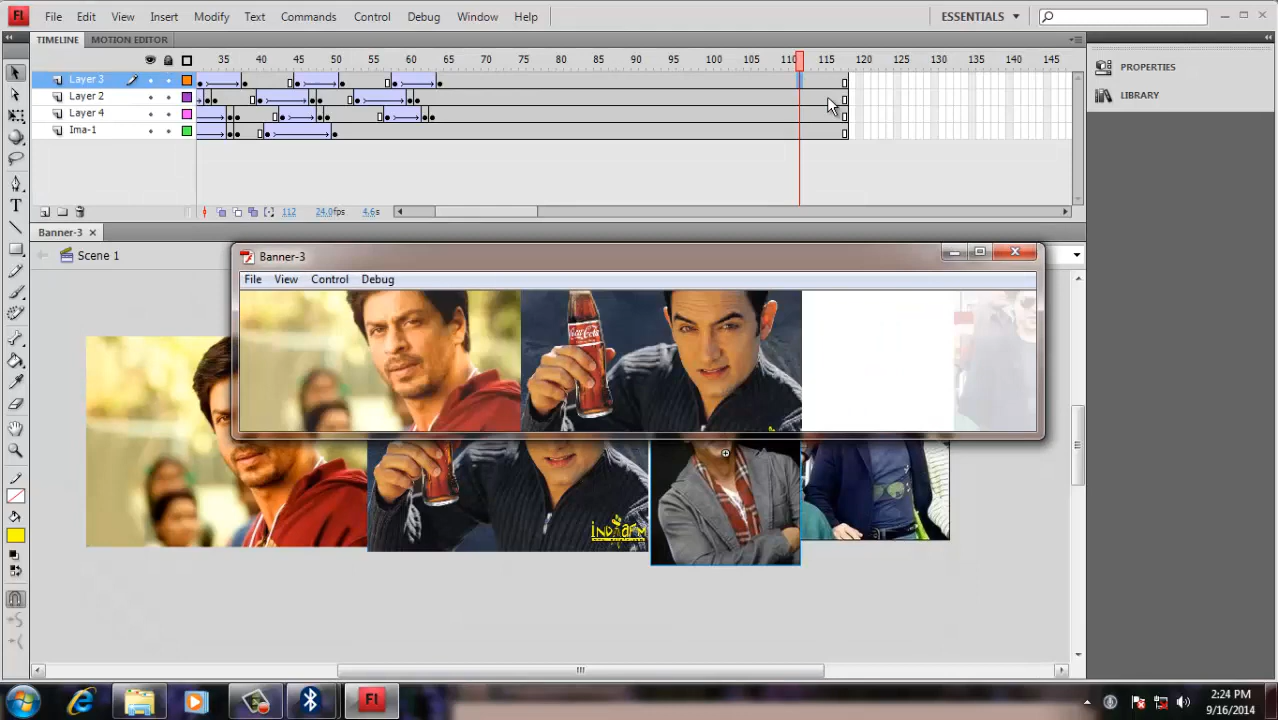 Fl File Edit View Insert Modify Text Commands Control Debug Window Help ESSENTIALS
TIMELINE MOTION EDITOR
35 40 45 50 55 60 65 70 75 80 85 90 95 100 105 110 115 120 125 130 135 140 145
Layer 3
Layer 2
Layer 4
Ima-1
112 24.0fps 4.6s
PROPERTIES
LIBRARY
Banner-3
Scene 1
Banner-3
File View Control Debug
Coca-Cola
T
Fl
2:24 PM
9/16/2014